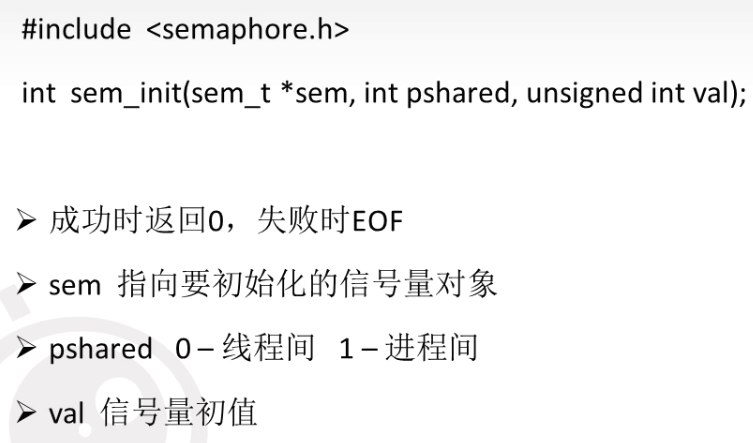 #include <semaphore.h>
int sem_init(sem_t *sem, int pshared, unsigned int val);
➢ 成功时返回0，失败时EOF
➢ sem 指向要初始化的信号量对象
➢ pshared 0 – 线程间 1 – 进程间
➢ val 信号量初值